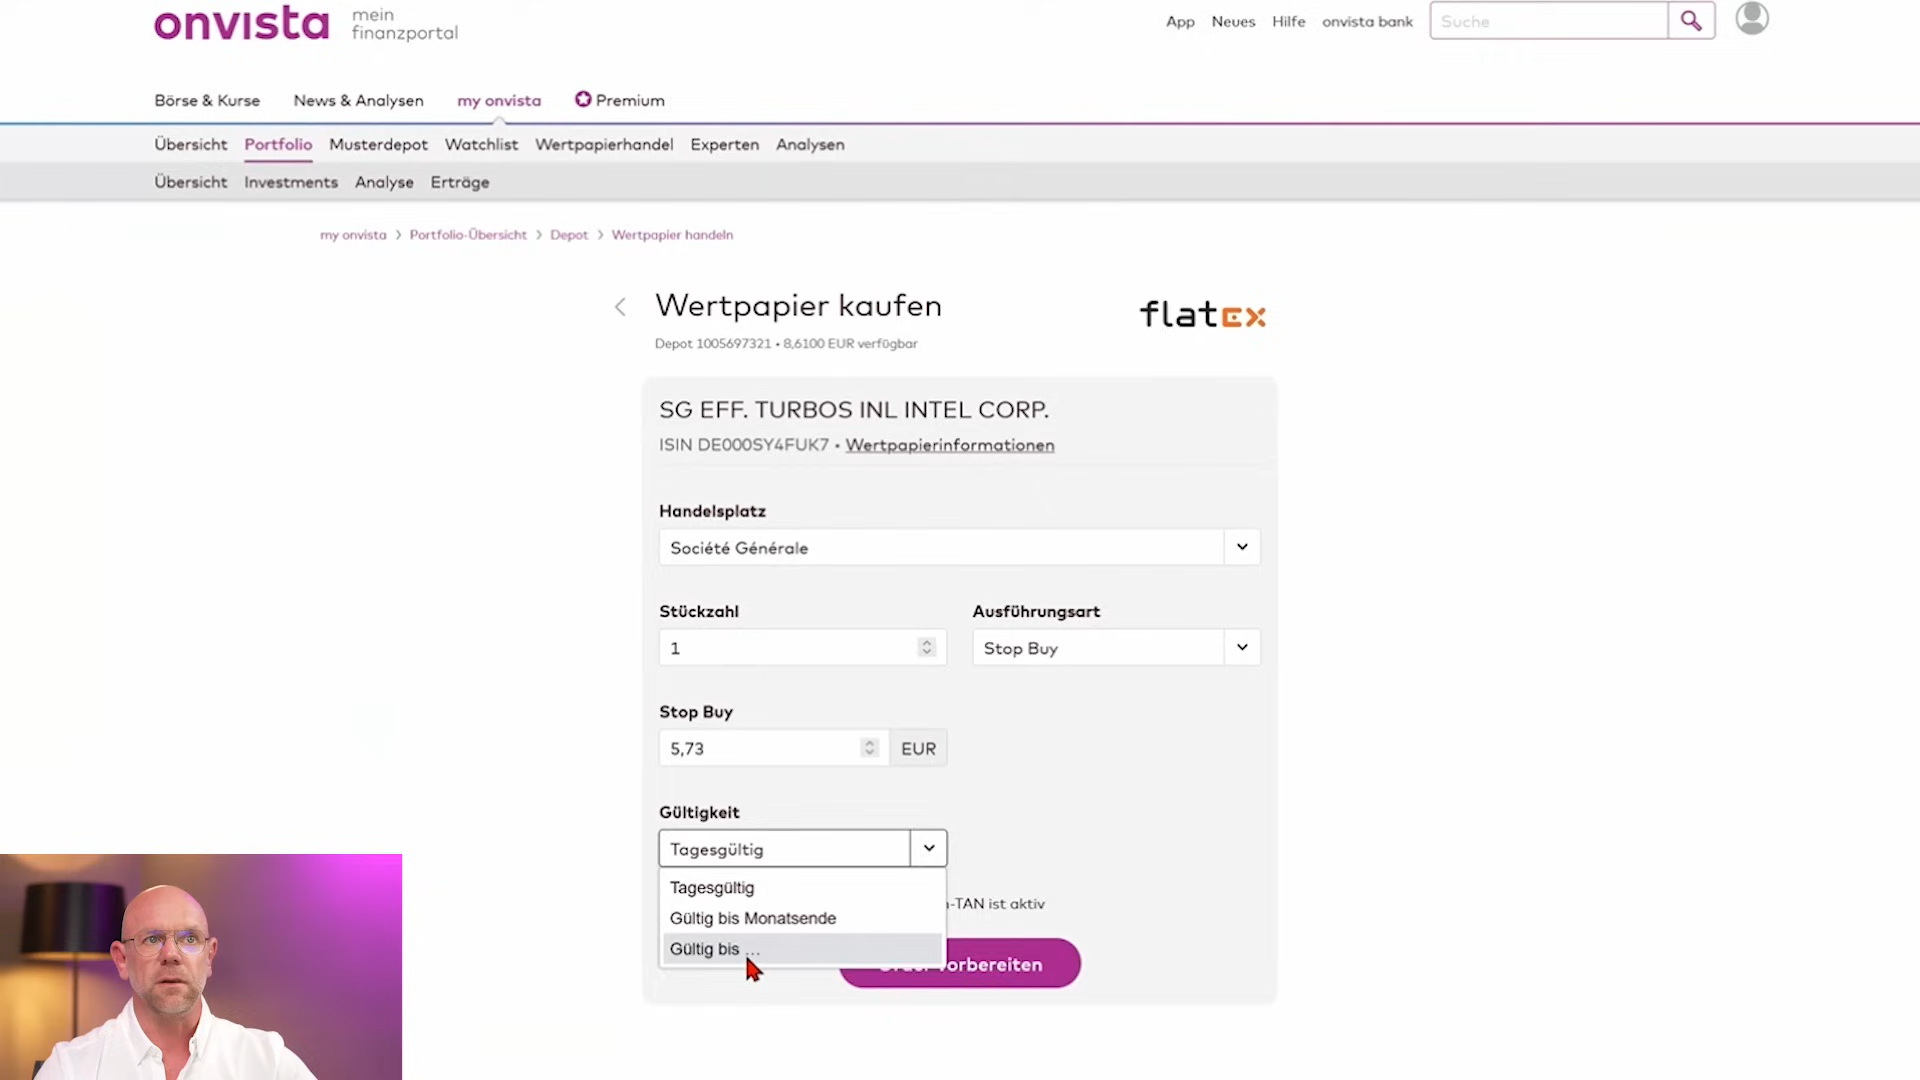 onvista mein
finanzportal
App Neues Hilfe onvista bank Suche
Börse & Kurse News & Analysen my onvista Premium
Übersicht Portfolio Musterdepot Watchlist Wertpapierhandel Experten Analysen
Übersicht Investments Analyse Erträge
my onvista > Portfolio-Übersicht > Depot > Wertpapier handeln
Wertpapier kaufen
flatex
Depot 1005697321 • 8,6100 EUR verfügbar
SG EFF. TURBOS INL INTEL CORP.
ISIN DE000SY4FUK7 • Wertpapierinformationen
Handelsplatz
Société Générale
Stückzahl Ausführungsart
1 Stop Buy
Stop Buy
5,73 EUR
Gültigkeit
Tagesgültig
Tagesgültig
-TAN ist aktiv
Gültig bis Monatsende
Gültig bis ...
vorbereiten